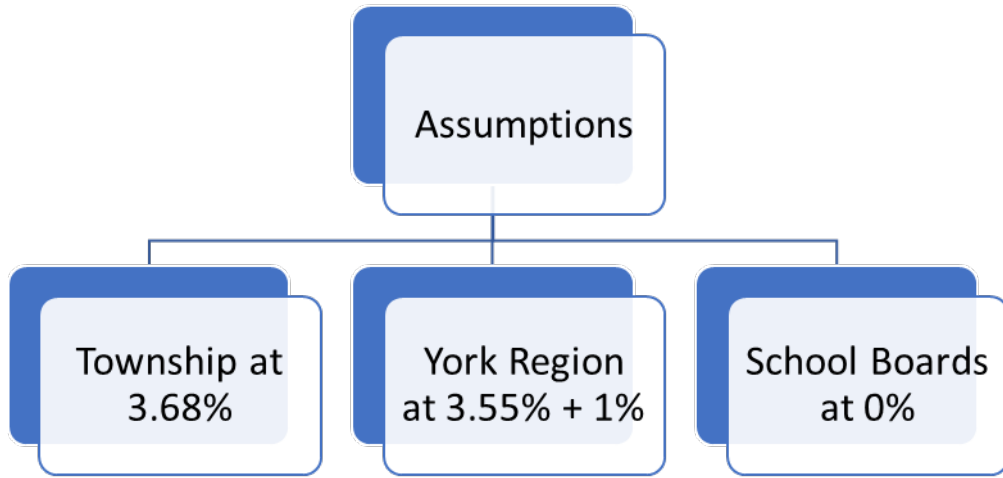 Assumptions
Township at
3.68%
York Region
at 3.55% + 1%
School Boards
at 0%